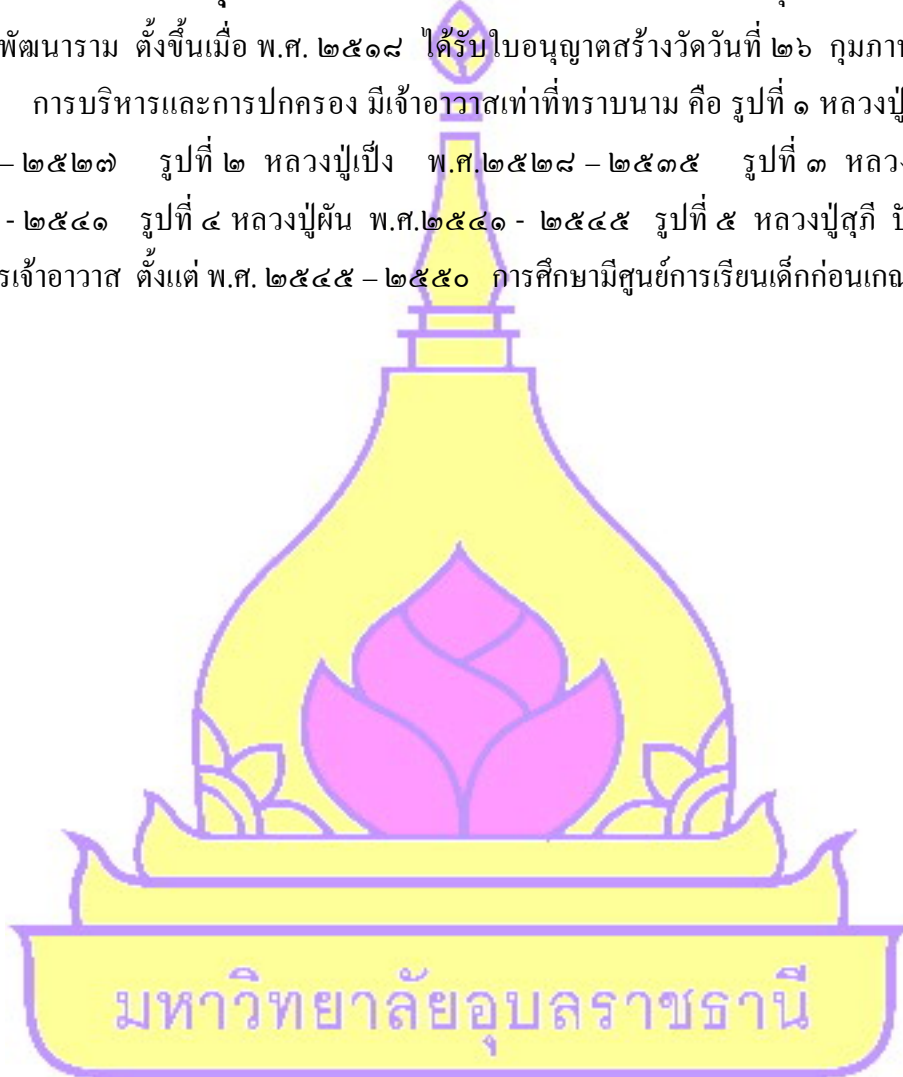 พัฒนาราม ตั้งขึ้นเมื่อ พ.ศ. ๒๕๑๘ ได้รับใบอนุญาตสร้างวัดวันที่ ๒๖ กุมภา
การบริหารและการปกครอง มีเจ้าอาวาสเท่าที่ทราบนาม คือ รูปที่ ๑ หลวงปู่
– ๒๕๒๗ รูปที่ ๒ หลวงปู่เป็ง พ.ศ.๒๕๒๘ – ๒๕๓๕ รูปที่ ๓ หลวง
- ๒๕๔๑ รูปที่ ๔ หลวงปู่ผัน พ.ศ.๒๕๔๑ - ๒๕๔๕ รูปที่ ๕ หลวงปู่สุภี
รเจ้าอาวาส ตั้งแต่ พ.ศ. ๒๕๔๕ – ๒๕๕๐ การศึกษามีศูนย์การเรียนเด็กก่อนเกณ
มหาวิทยาลัยอุบลราชธานี